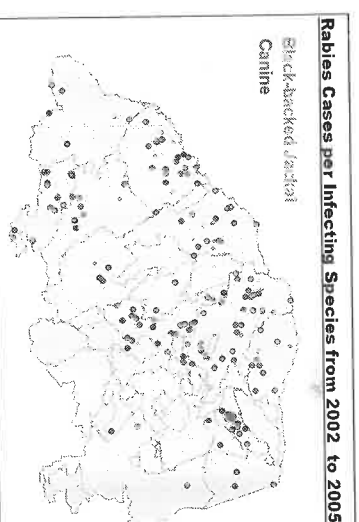 Rabies Cases per Infecting Species from 2002 to 2005
Black-backed Jackal
Canine